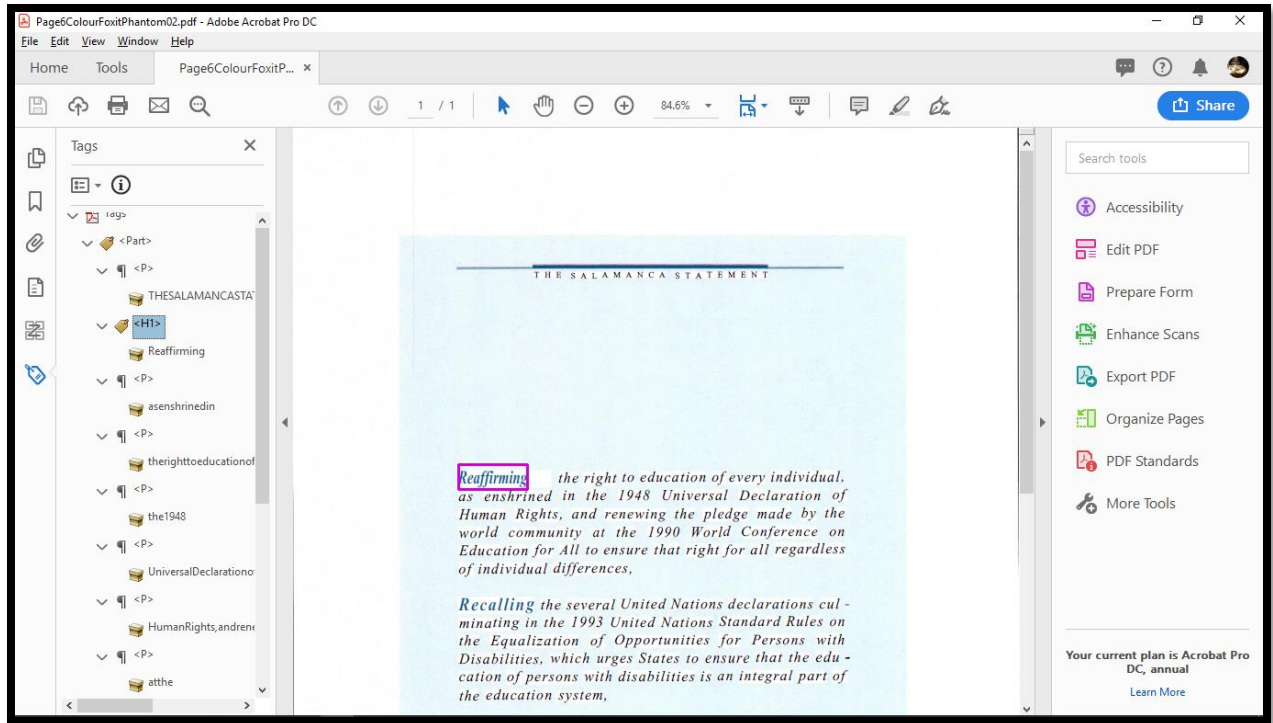 Page6ColourFoxitPhantom02.pdf - Adobe Acrobat Pro DC
File Edit View Window Help
Home Tools Page6ColourFoxitP... ×
1 / 1 84.6% Share
Tags
Tags
<Part>
<P>
THESALAMANCASTAT
<H1>
Reaffirming
<P>
asenshrinedin
<P>
therighttoeducationof
<P>
the1948
<P>
UniversalDeclarationo
<P>
HumanRights,andrene
<P>
atthe
THE SALAMANCA STATEMENT
Reaffirming the right to education of every individual,
as enshrined in the 1948 Universal Declaration of
Human Rights, and renewing the pledge made by the
world community at the 1990 World Conference on
Education for All to ensure that right for all regardless
of individual differences,
Recalling the several United Nations declarations cul -
minating in the 1993 United Nations Standard Rules on
the Equalization of Opportunities for Persons with
Disabilities, which urges States to ensure that the edu -
cation of persons with disabilities is an integral part of
the education system,
Search tools
Accessibility
Edit PDF
Prepare Form
Enhance Scans
Export PDF
Organize Pages
PDF Standards
More Tools
Your current plan is Acrobat Pro
DC, annual
Learn More